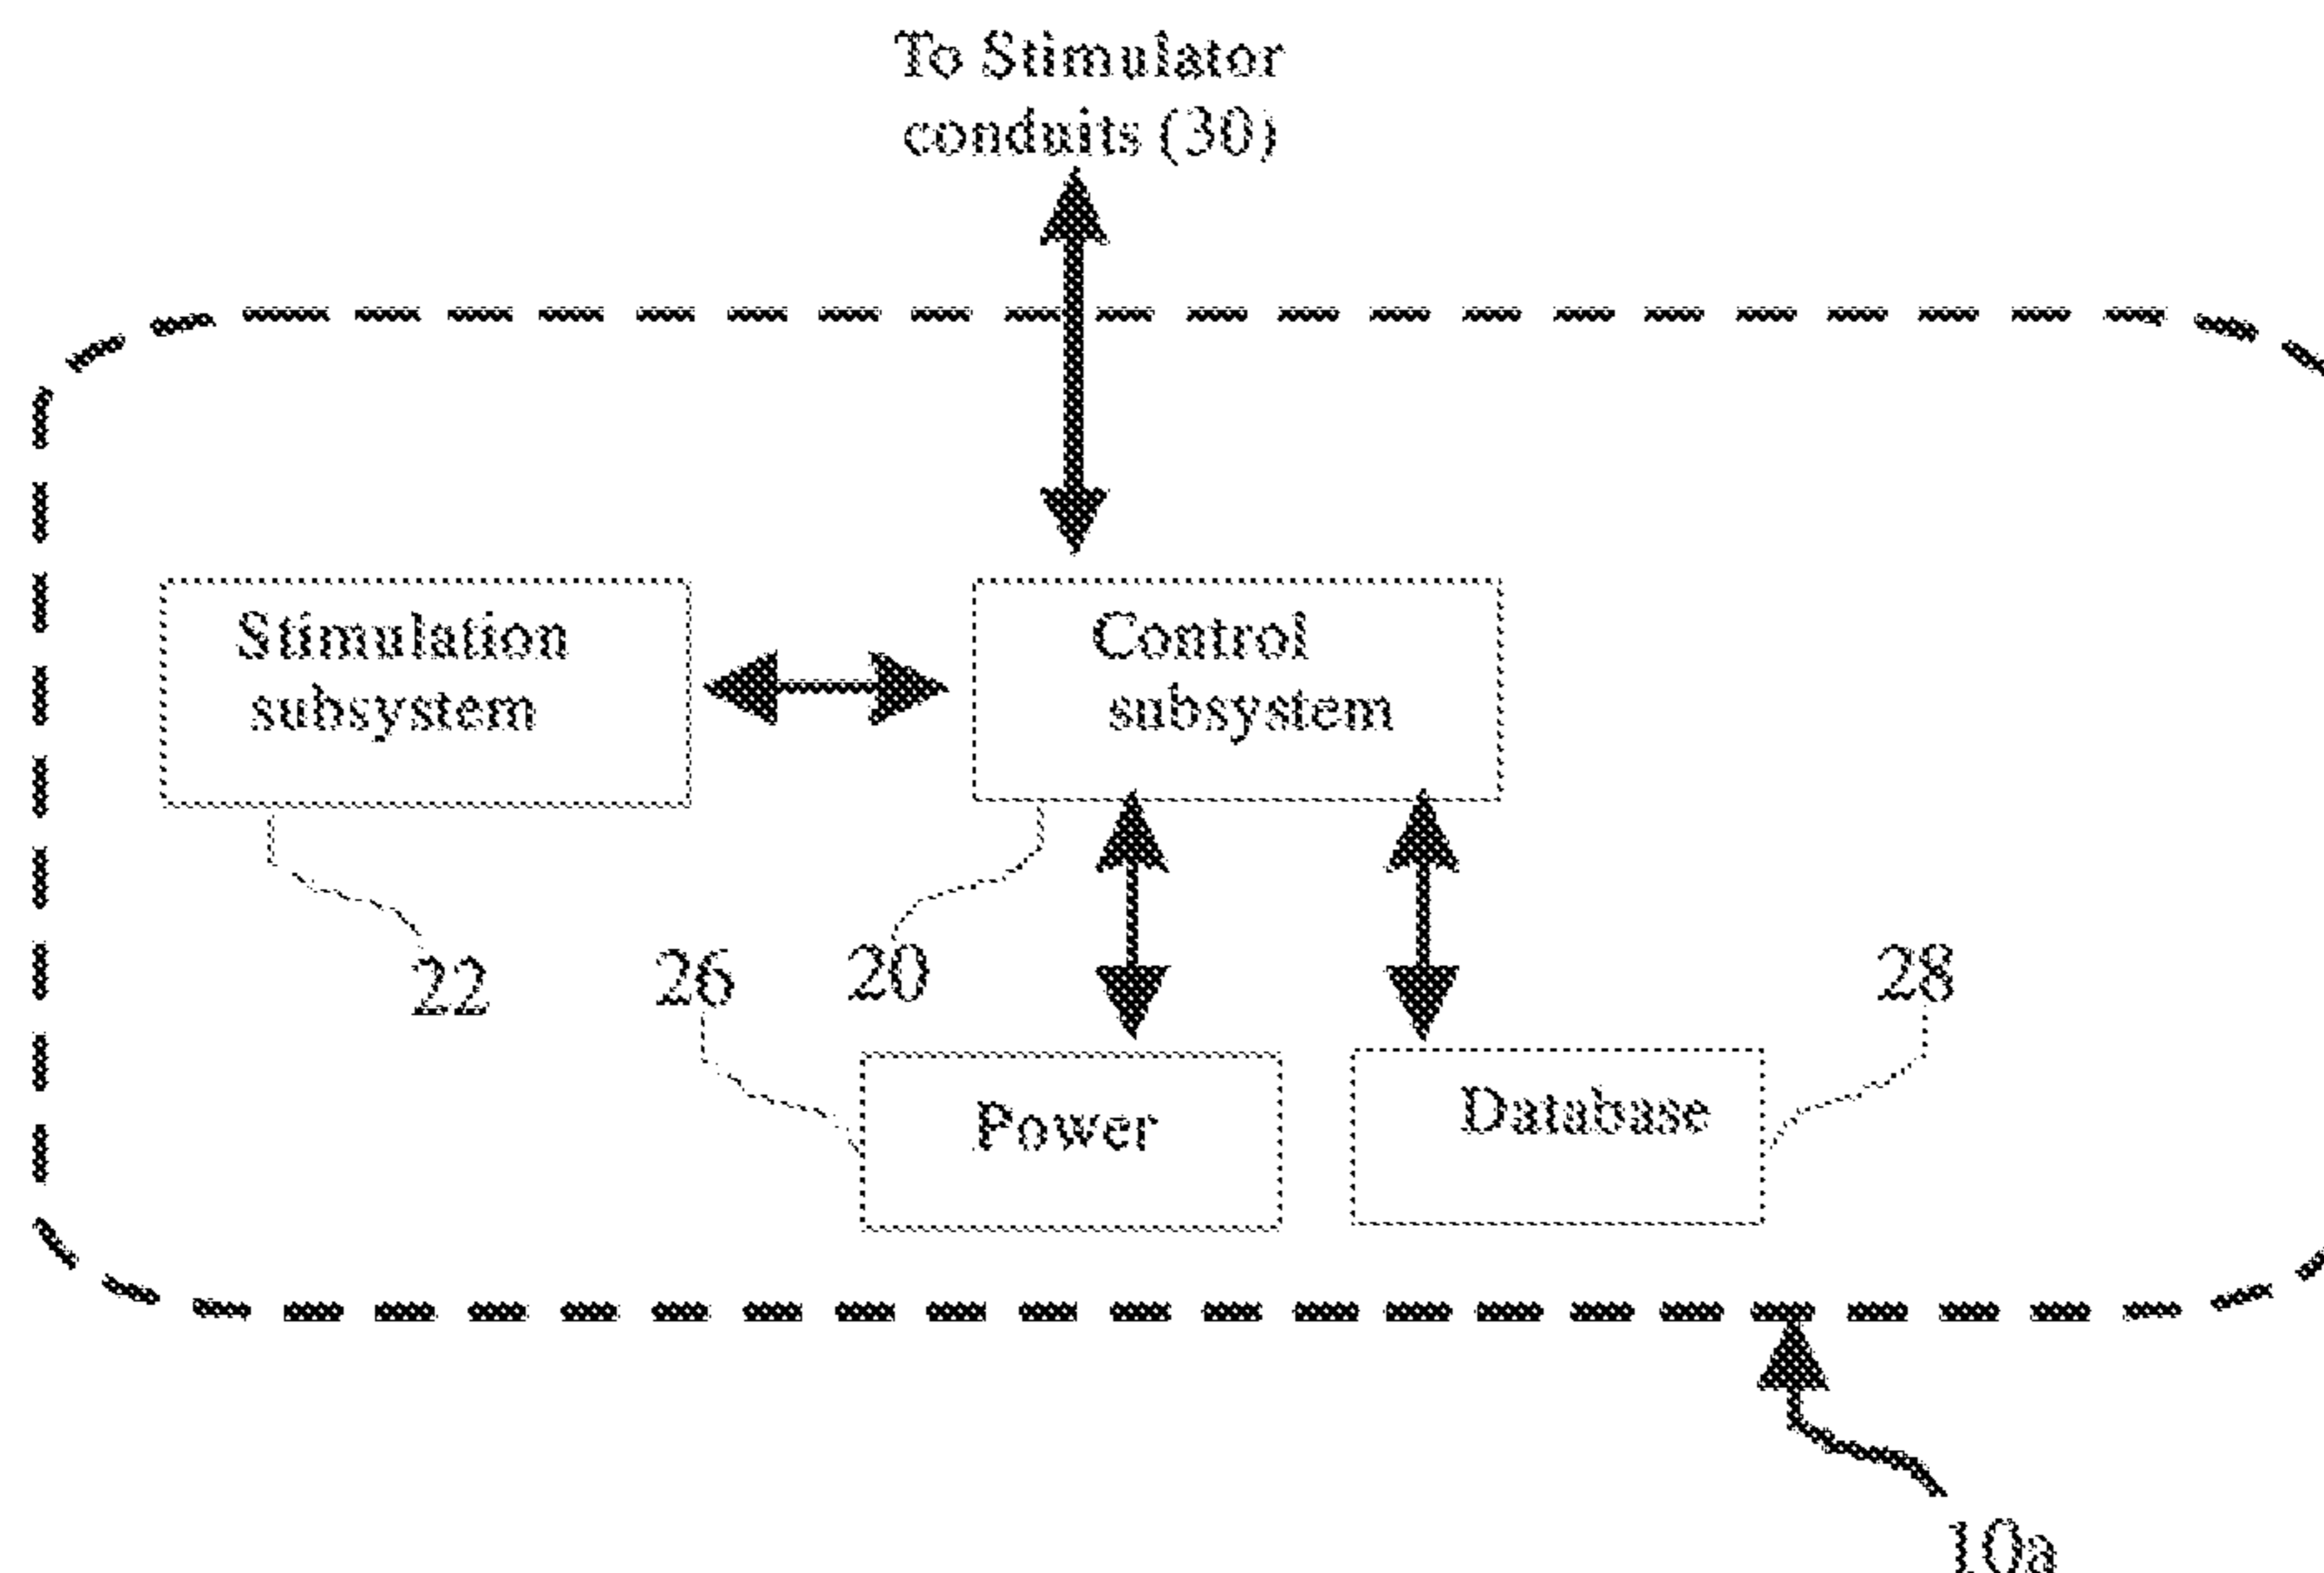 To Stimulator
conduits (30)
Stimulation
subsystem
Control
subsystem
22
26
20
28
Power
Database
10a